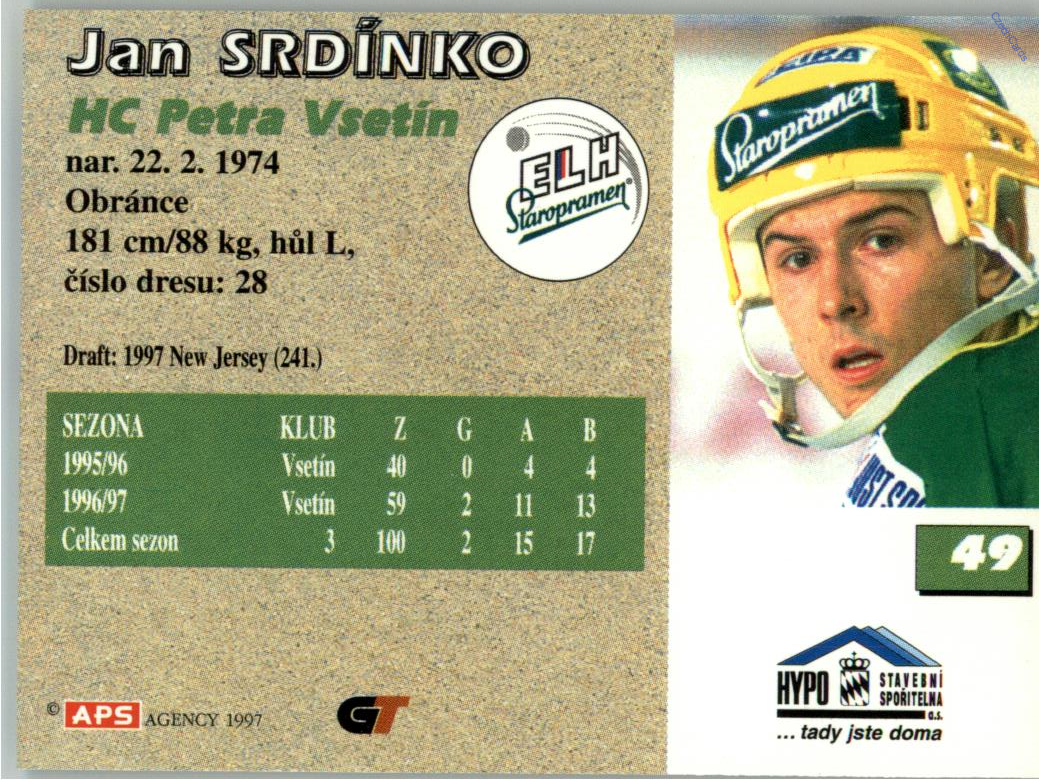 Jan SRDÍNKO
HC Petra Vsetín
nar. 22. 2. 1974
Obránce
181 cm/88 kg, hůl L,
číslo dresu: 28
ELH
Staropramen
Draft: 1997 New Jersey (241.)
SEZONA KLUB Z G A B
1995/96 Vsetín 40 0 4 4
1996/97 Vsetín 59 2 11 13
Celkem sezon 3 100 2 15 17
© APS AGENCY 1997
GT
Staropramen
49
HYPO STAVEBNÍ
SPOŘITELNA
a.s.
... tady jste doma